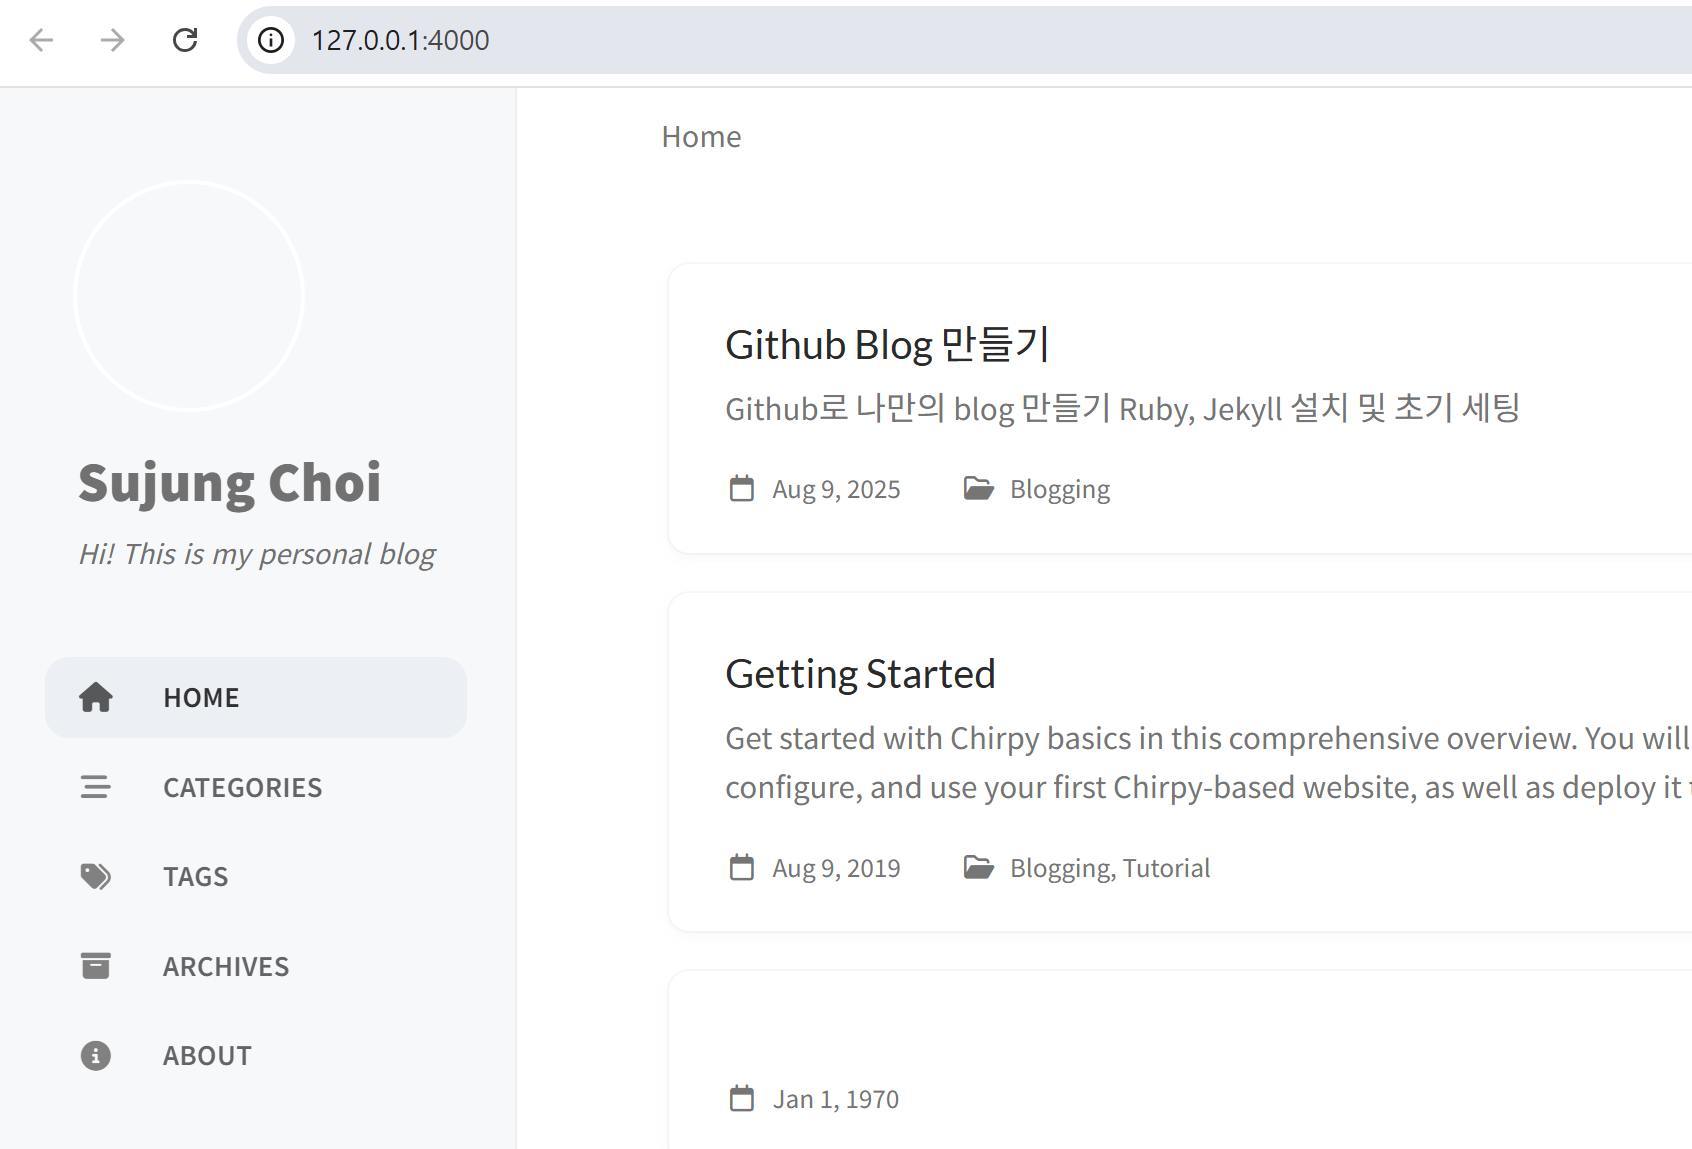 127.0.0.1:4000
Home
Sujung Choi
Hi! This is my personal blog
HOME
CATEGORIES
TAGS
ARCHIVES
ABOUT
Github Blog 만들기
Github로 나만의 blog 만들기 Ruby, Jekyll 설치 및 초기 세팅
Aug 9, 2025 Blogging
Getting Started
Get started with Chirpy basics in this comprehensive overview. You will
configure, and use your first Chirpy-based website, as well as deploy it
Aug 9, 2019 Blogging, Tutorial
Jan 1, 1970